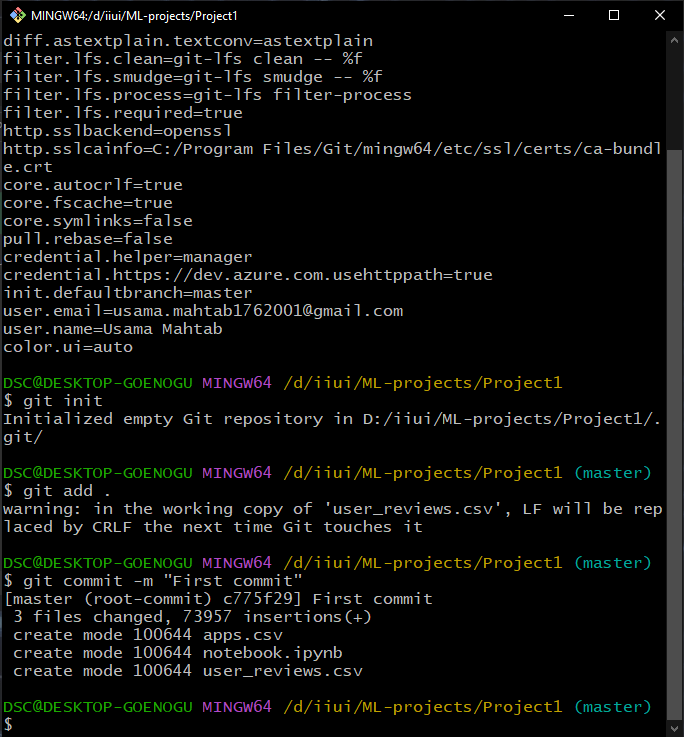 MINGW64:/d/iiui/ML-projects/Project1
diff.astextplain.textconv=astextplain
filter.lfs.clean=git-lfs clean -- %f
filter.lfs.smudge=git-lfs smudge -- %f
filter.lfs.process=git-lfs filter-process
filter.lfs.required=true
http.sslbackend=openssl
http.sslcainfo=C:/Program Files/Git/mingw64/etc/ssl/certs/ca-bundl
e.crt
core.autocrlf=true
core.fscache=true
core.symlinks=false
pull.rebase=false
credential.helper=manager
credential.https://dev.azure.com.usehttppath=true
init.defaultbranch=master
user.email=usama.mahtab1762001@gmail.com
user.name=Usama Mahtab
color.ui=auto
DSC@DESKTOP-GOENOGU MINGW64 /d/iiui/ML-projects/Project1
$ git init
Initialized empty Git repository in D:/iiui/ML-projects/Project1/.
git/
DSC@DESKTOP-GOENOGU MINGW64 /d/iiui/ML-projects/Project1 (master)
$ git add .
warning: in the working copy of 'user_reviews.csv', LF will be rep
laced by CRLF the next time Git touches it
DSC@DESKTOP-GOENOGU MINGW64 /d/iiui/ML-projects/Project1 (master)
$ git commit -m "First commit"
[master (root-commit) c775f29] First commit
 3 files changed, 73957 insertions(+)
 create mode 100644 apps.csv
 create mode 100644 notebook.ipynb
 create mode 100644 user_reviews.csv
DSC@DESKTOP-GOENOGU MINGW64 /d/iiui/ML-projects/Project1 (master)
$